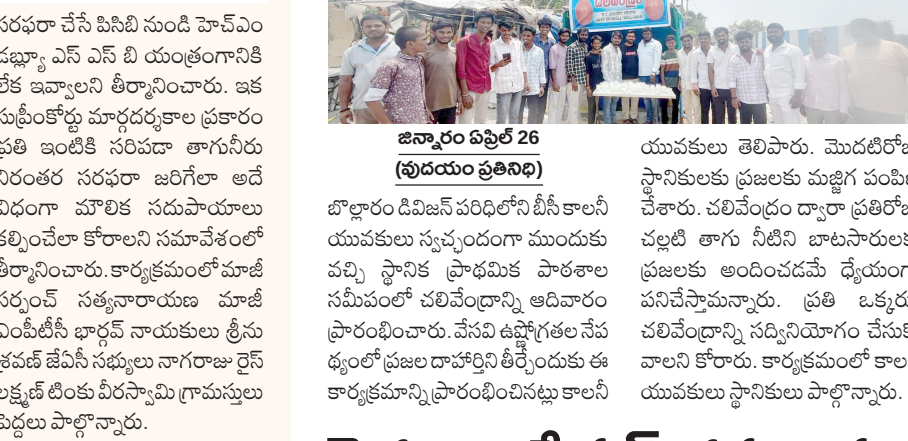 సరఫరా చేసే పిసిబి నుండి హెచ్ఎం
డబ్ల్యూ ఎస్ ఎస్ బి యంత్రంగానికి
లేక ఇవ్వాలని తీర్మానించారు. ఇక
సుప్రీంకోర్టు మార్గదర్శకాల ప్రకారం
ప్రతి ఇంటికి సరిపడా తాగునీరు
నిరంతర సరఫరా జరిగేలా అదే
విధంగా మౌలిక సదుపాయాలు
కల్పించేలా కోరాలని సమావేశంలో
తీర్మానించారు. కార్యక్రమంలో మాజీ
సర్పంచ్ సత్యనారాయణ మాజీ
ఎంపీటీసీ భార్గవ్ నాయకులు శ్రీను
శ్రవణ్ జేఏసీ సభ్యులు నాగరాజు రైస్
లక్ష్మణ్ టింకు వీరస్వామి గ్రామస్తులు
పెద్దలు పాల్గొన్నారు.
జిన్నారం ఏప్రిల్ 26
(వుదయం ప్రతినిధి)
బొల్లారం డివిజన్ పరిధిలోని బీసీ కాలనీ
యువకులు స్వచ్ఛందంగా ముందుకు
వచ్చి స్థానిక ప్రాథమిక పాఠశాల
సమీపంలో చలివేంద్రాన్ని ఆదివారం
ప్రారంభించారు. వేసవి ఉష్ణోగ్రతల నేప
థ్యంలో ప్రజల దాహార్తిని తీర్చేందుకు ఈ
కార్యక్రమాన్ని ప్రారంభించినట్లు కాలనీ
యువకులు తెలిపారు. మొదటిరోజు
స్థానికులకు ప్రజలకు మజ్జిగ పంపిణీ
చేశారు. చలివేంద్రం ద్వారా ప్రతిరోజు
చల్లటి తాగు నీటిని బాటసారులకు
ప్రజలకు అందించడమే ధ్యేయంగా
పనిచేస్తామన్నారు. ప్రతి ఒక్కరు
చలివేంద్రాన్ని సద్వినియోగం చేసుకో
వాలని కోరారు. కార్యక్రమంలో కాలనీ
యువకులు స్థానికులు పాల్గొన్నారు.